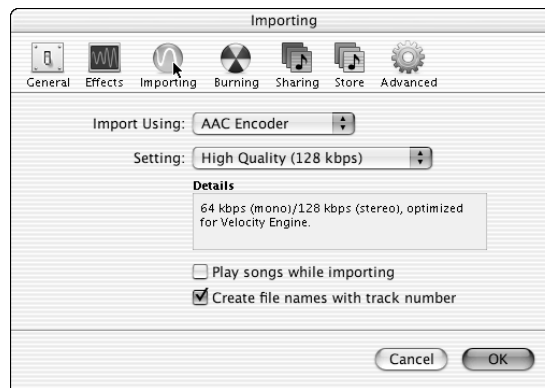 Importing
General Effects Importing Burning Sharing Store Advanced
Import Using: AAC Encoder
Setting: High Quality (128 kbps)
Details
64 kbps (mono)/128 kbps (stereo), optimized
for Velocity Engine.
Play songs while importing
Create file names with track number
Cancel OK